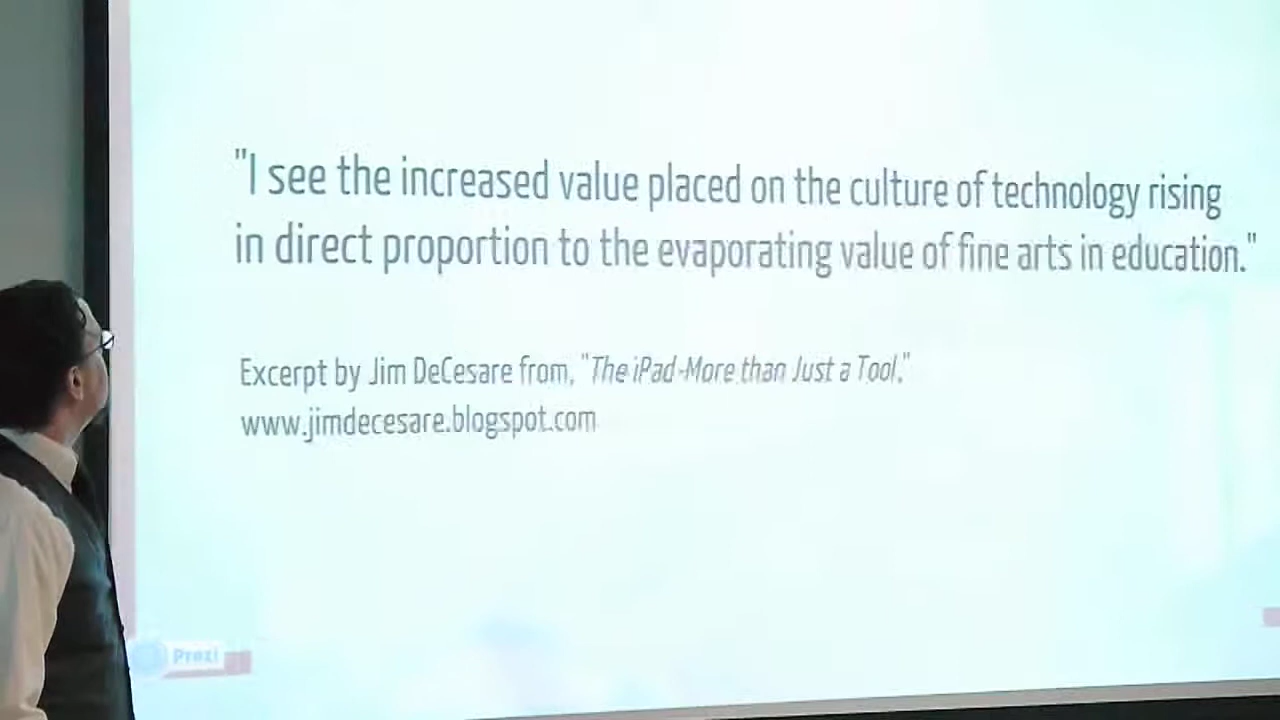 "I see the increased value placed on the culture of technology rising
in direct proportion to the evaporating value of fine arts in education."
Excerpt by Jim DeCesare from, "The iPad-More than Just a Tool,"
www.jimdecesare.blogspot.com
Prezi